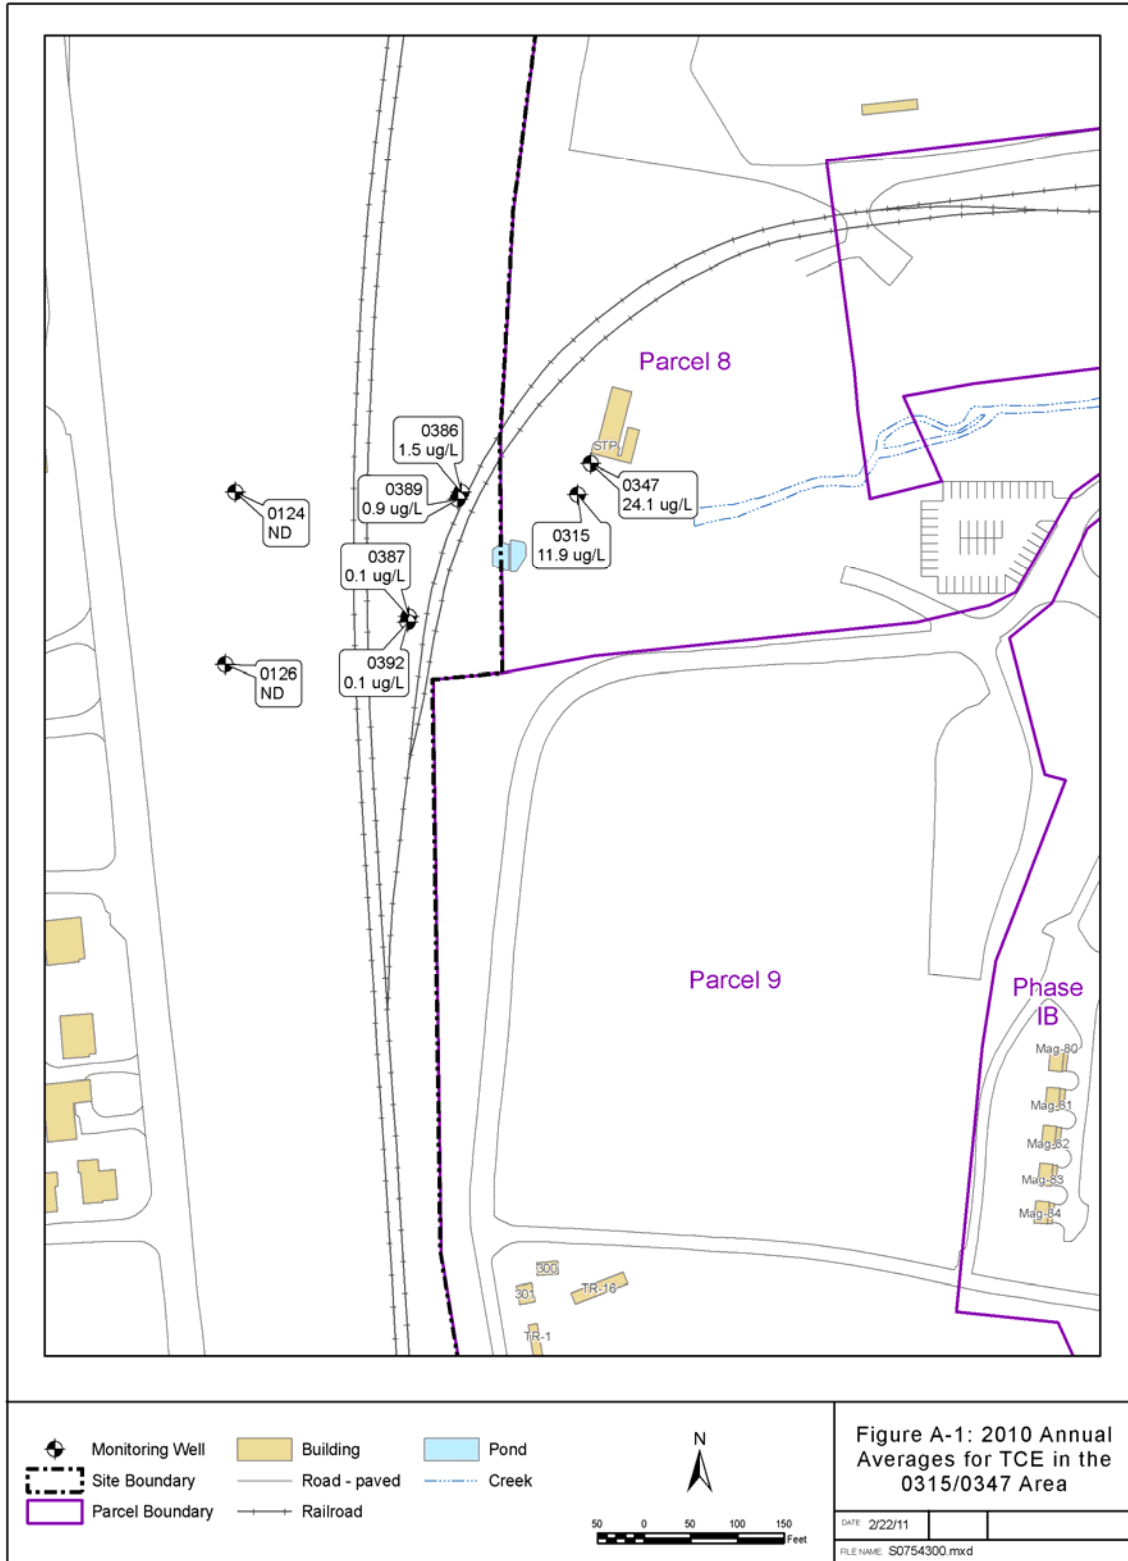 Parcel 8
STP
0386
1.5 ug/L
0389
0.9 ug/L
0347
24.1 ug/L
0124
ND
0315
11.9 ug/L
0387
0.1 ug/L
0392
0.1 ug/L
0126
ND
Parcel 9
Phase
IB
Mag-80
Mag-81
Mag-82
Mag-83
Mag-84
300
301
TR-16
TR-1
Monitoring Well
Building
Pond
Site Boundary
Road - paved
Creek
Parcel Boundary
Railroad
N
50 0 50 100 150
Feet
Figure A-1: 2010 Annual
Averages for TCE in the
0315/0347 Area
DATE 2/22/11
FILE NAME S0754300.mxd